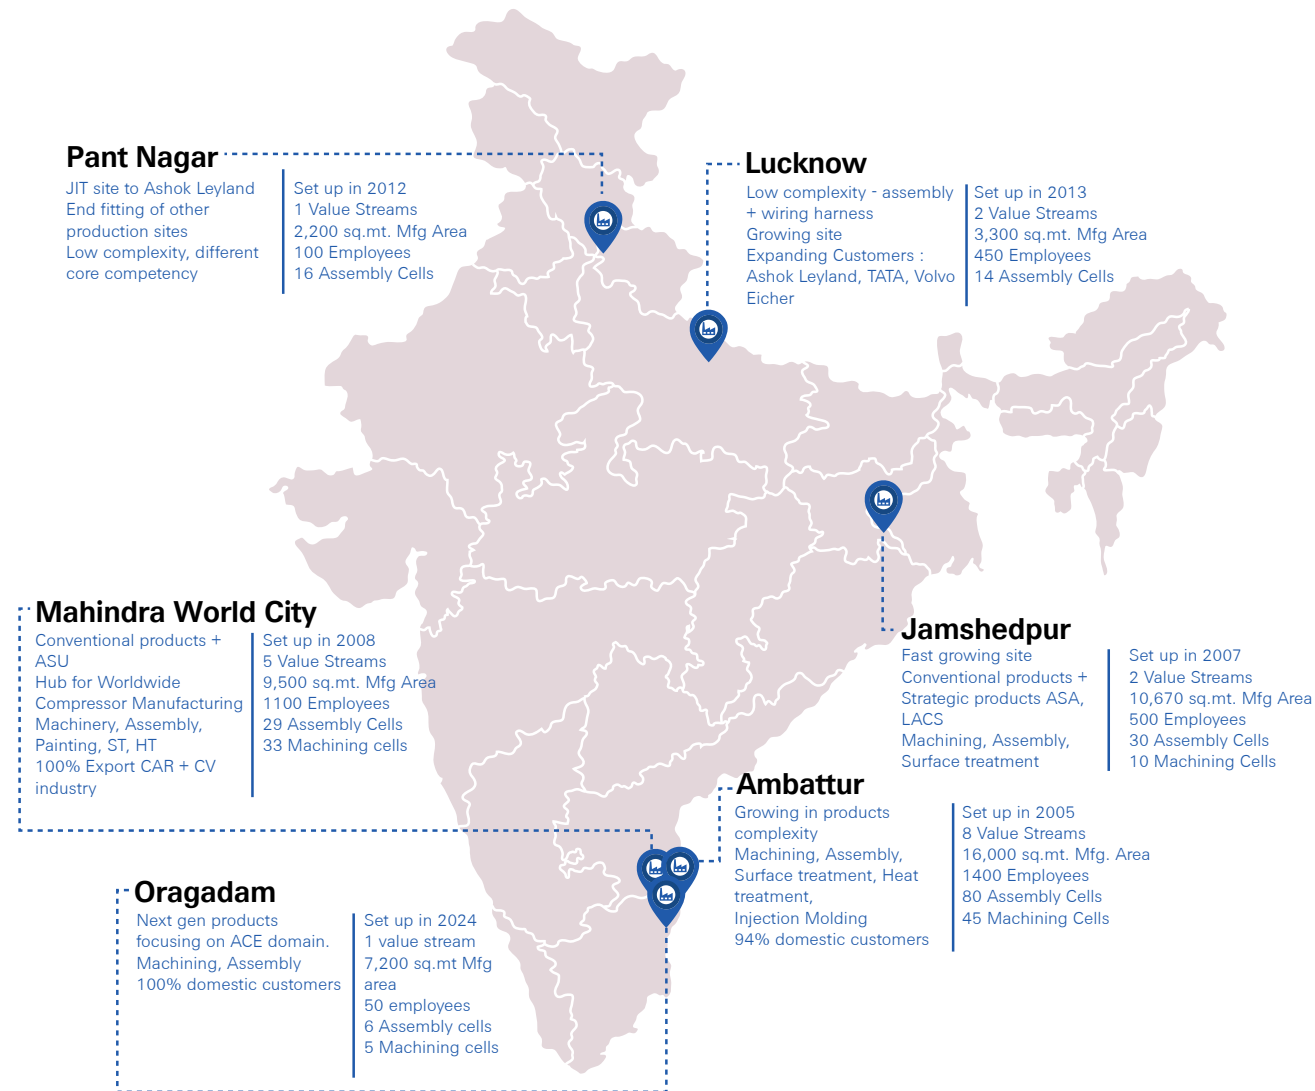 Pant Nagar
JIT site to Ashok Leyland
End fitting of other
production sites
Low complexity, different
core competency
Set up in 2012
1 Value Streams
2,200 sq.mt. Mfg Area
100 Employees
16 Assembly Cells
Lucknow
Low complexity - assembly
+ wiring harness
Growing site
Expanding Customers :
Ashok Leyland, TATA, Volvo
Eicher
Set up in 2013
2 Value Streams
3,300 sq.mt. Mfg Area
450 Employees
14 Assembly Cells
Mahindra World City
Conventional products +
ASU
Hub for Worldwide
Compressor Manufacturing
Machinery, Assembly,
Painting, ST, HT
100% Export CAR + CV
industry
Set up in 2008
5 Value Streams
9,500 sq.mt. Mfg Area
1100 Employees
29 Assembly Cells
33 Machining cells
Jamshedpur
Fast growing site
Conventional products +
Strategic products ASA,
LACS
Machining, Assembly,
Surface treatment
Set up in 2007
2 Value Streams
10,670 sq.mt. Mfg Area
500 Employees
30 Assembly Cells
10 Machining Cells
Ambattur
Growing in products
complexity
Machining, Assembly,
Surface treatment, Heat
treatment,
Injection Molding
94% domestic customers
Set up in 2005
8 Value Streams
16,000 sq.mt. Mfg. Area
1400 Employees
80 Assembly Cells
45 Machining Cells
Oragadam
Next gen products
focusing on ACE domain.
Machining, Assembly
100% domestic customers
Set up in 2024
1 value stream
7,200 sq.mt Mfg
area
50 employees
6 Assembly cells
5 Machining cells